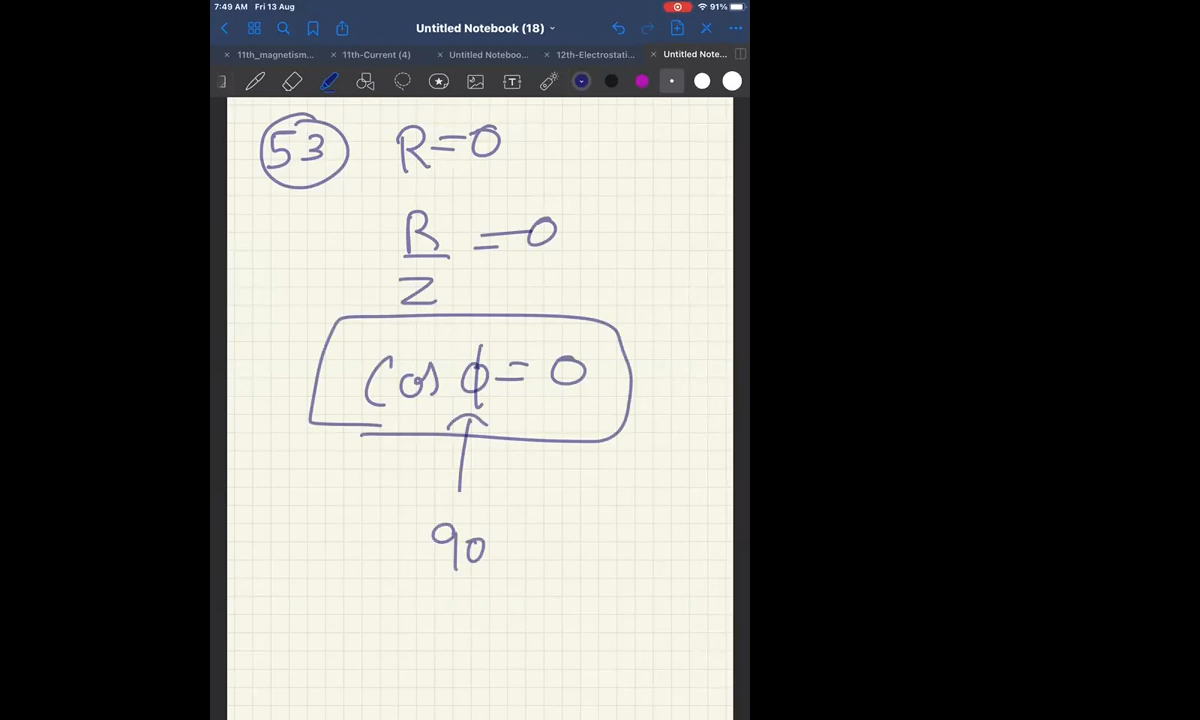 7:49 AM Fri 13 Aug 91%
Untitled Notebook (18)
11th_magnetism... 11th-Current (4) Untitled Noteboo... 12th-Electrostati... Untitled Note...
53 R=0
R/Z =0
Cos ϕ= 0
90